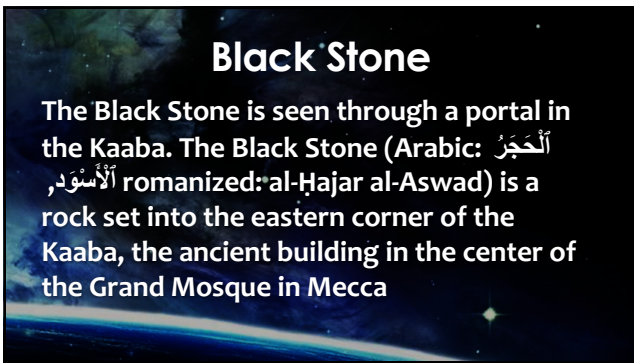 Black Stone
The Black Stone is seen through a portal in
the Kaaba. The Black Stone (Arabic: ٱلْحَجَرُ
ٱلْأَسْوَد, romanized: al-Ḥajar al-Aswad) is a
rock set into the eastern corner of the
Kaaba, the ancient building in the center of
the Grand Mosque in Mecca